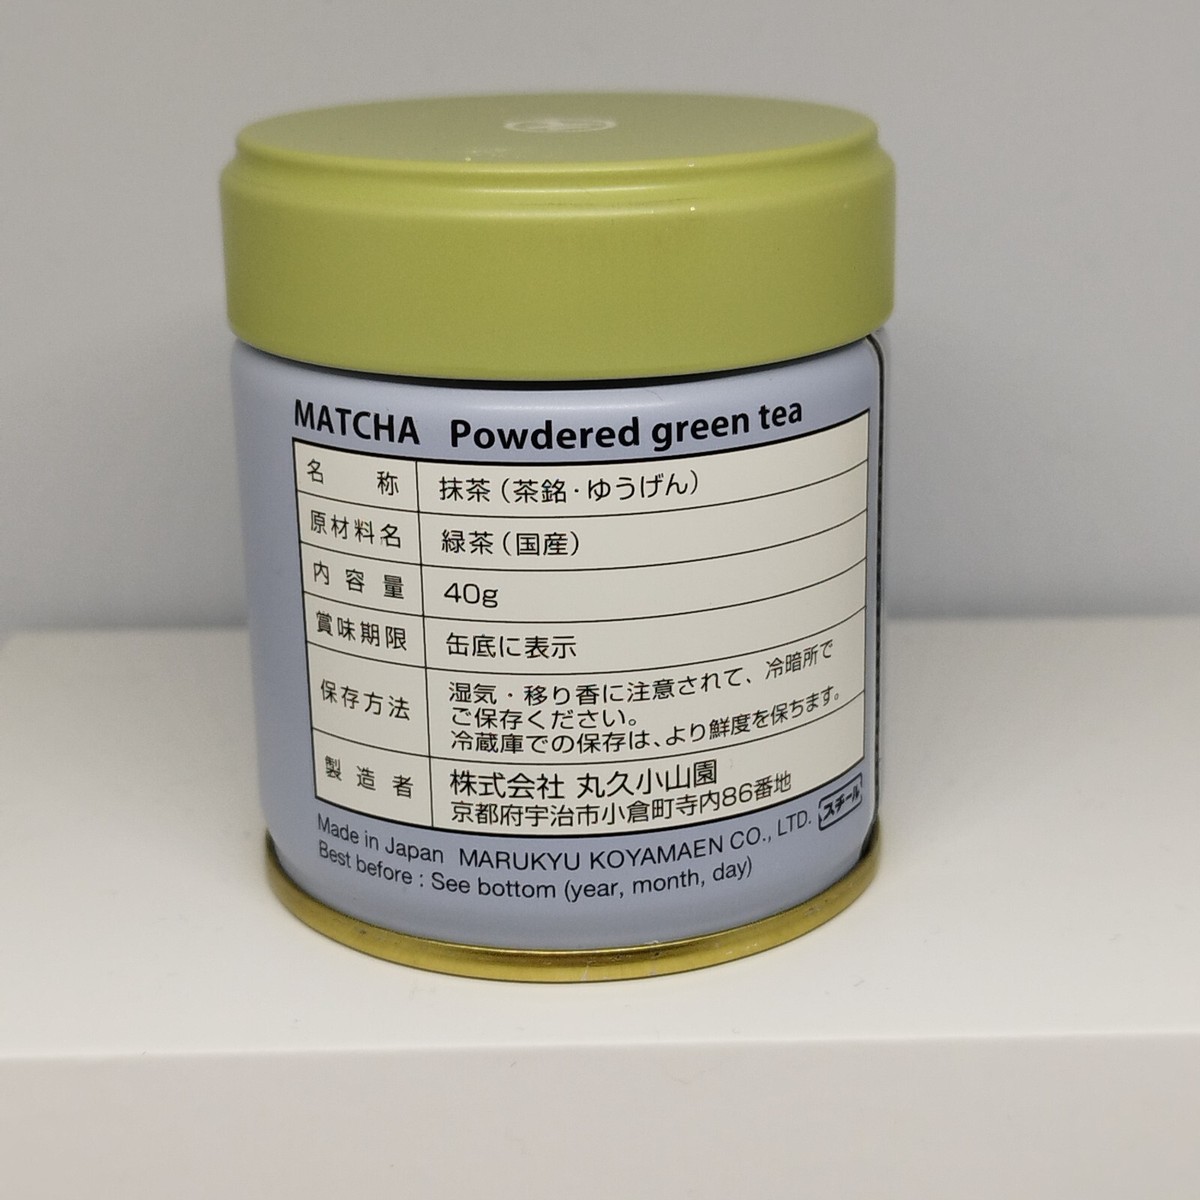 MATCHA Powdered green tea
名称 抹茶(茶銘・ゆうげん)
原材料名 緑茶(国産)
内容量 40g
賞味期限 缶底に表示
保存方法 湿気・移り香に注意されて、冷暗所で
ご保存ください。
冷蔵庫での保存は、より鮮度を保ちます。
製造者 株式会社 丸久小山園
京都府宇治市小倉町寺内86番地
Made in Japan MARUKYU KOYAMAEN CO., LTD. スチール
Best before : See bottom (year, month, day)